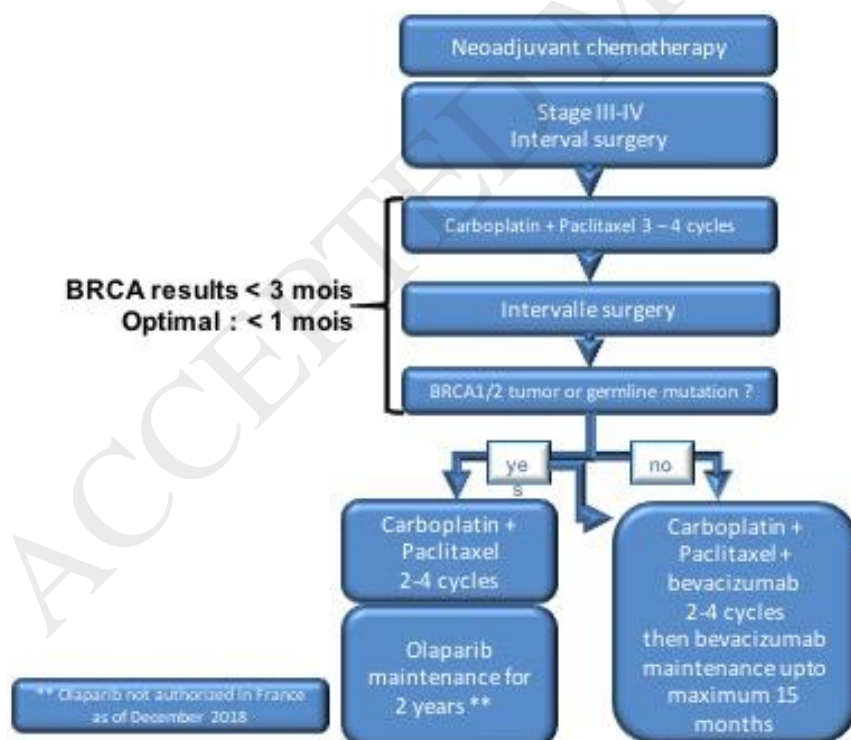 Neoadjuvant chemotherapy
Stage III-IV
Interval surgery
Carboplatin + Paclitaxel 3 – 4 cycles
BRCA results < 3 mois
Optimal : < 1 mois
Intervalle surgery
BRCA1/2 tumor or germline mutation ?
ye
s
no
Carboplatin +
Paclitaxel
2-4 cycles
Carboplatin +
Paclitaxel +
bevacizumab
2-4 cycles
then bevacizumab
maintenance upto
maximum 15
months
Olaparib
maintenance for
2 years **
** Olaparib not authorized in France
as of December 2018
ACCEPTED M